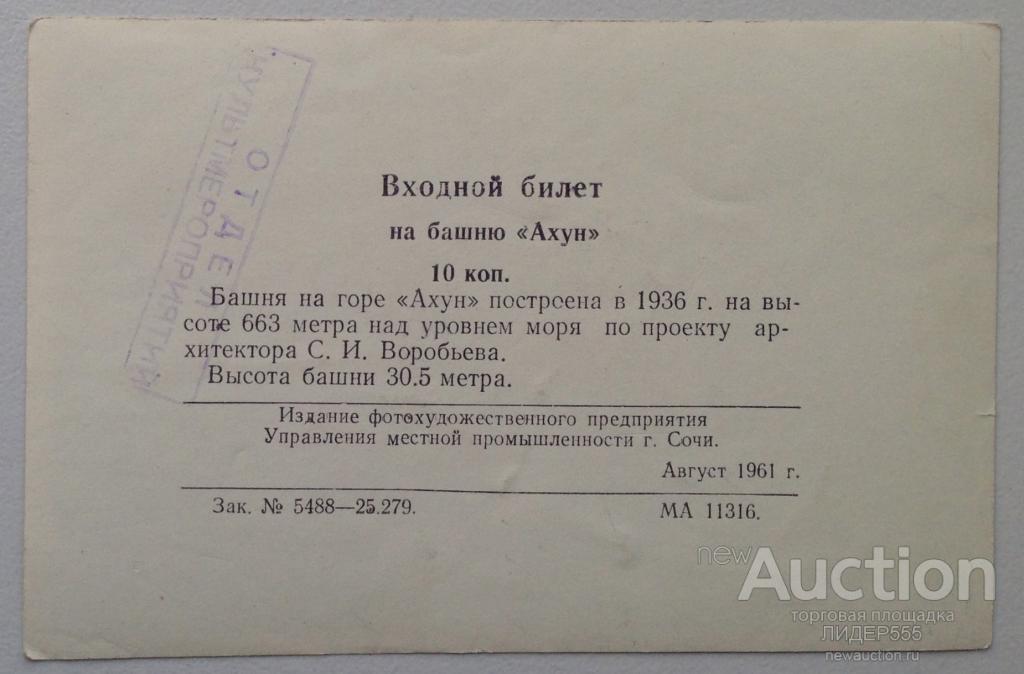 ОТДЕЛ
КУЛЬТМЕРОПРИЯТИЙ
Входной билет
на башню «Ахун»
10 коп.
Башня на горе «Ахун» построена в 1936 г. на вы-
соте 663 метра над уровнем моря по проекту ар-
хитектора С. И. Воробьева.
Высота башни 30.5 метра.
Издание фотохудожественного предприятия
Управления местной промышленности г. Сочи.
Август 1961 г.
Зак. № 5488—25.279.
МА 11316.
newAuction
торговая площадка
ЛИДЕР555
newauction.ru